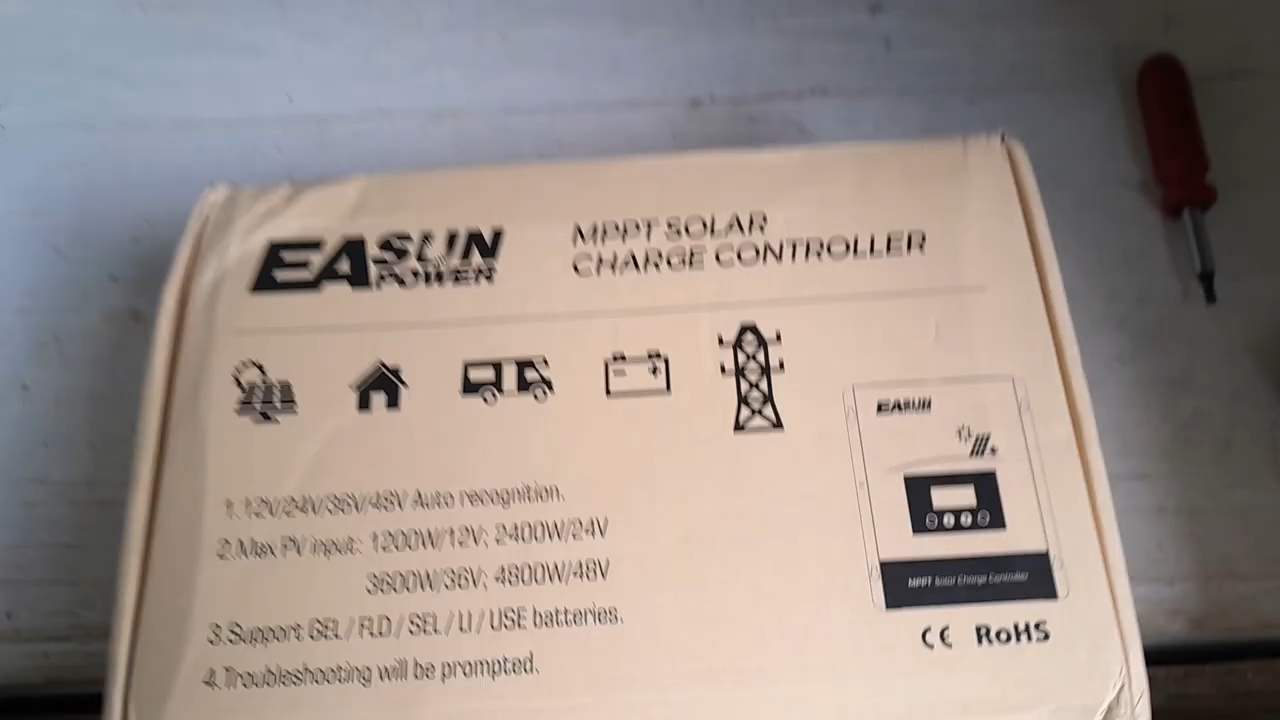 EASUN
POWER
MPPT SOLAR
CHARGE CONTROLLER
1.12V/24V/36V/48V Auto recognition.
2.Max PV input: 1200W/12V; 2400W/24V
3600W/36V; 4800W/48V
3.Support GEL / FLD / SEL / LI / USE batteries.
4.Troubleshooting will be prompted.
EASUN
MPPT Solar Charge Controller
CE RoHS